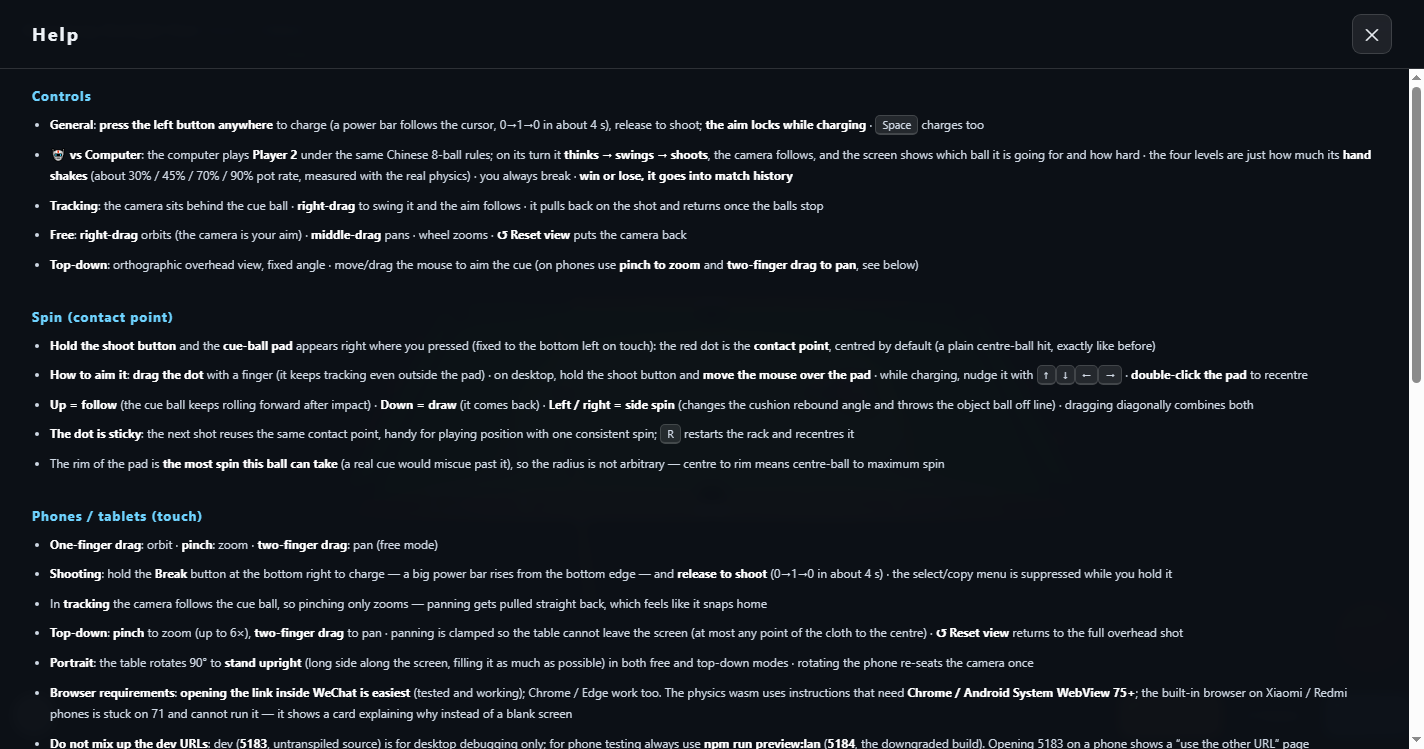 Help
Controls
General: press the left button anywhere to charge (a power bar follows the cursor, 0→1→0 in about 4 s), release to shoot; the aim locks while charging · Space charges too
vs Computer: the computer plays Player 2 under the same Chinese 8-ball rules; on its turn it thinks → swings → shoots, the camera follows, and the screen shows which ball it is going for and how hard · the four levels are just how much its hand
shakes (about 30% / 45% / 70% / 90% pot rate, measured with the real physics) · you always break · win or lose, it goes into match history
Tracking: the camera sits behind the cue ball · right-drag to swing it and the aim follows · it pulls back on the shot and returns once the balls stop
Free: right-drag orbits (the camera is your aim) · middle-drag pans · wheel zooms · ↺ Reset view puts the camera back
Top-down: orthographic overhead view, fixed angle · move/drag the mouse to aim the cue (on phones use pinch to zoom and two-finger drag to pan, see below)
Spin (contact point)
Hold the shoot button and the cue-ball pad appears right where you pressed (fixed to the bottom left on touch): the red dot is the contact point, centred by default (a plain centre-ball hit, exactly like before)
How to aim it: drag the dot with a finger (it keeps tracking even outside the pad) · on desktop, hold the shoot button and move the mouse over the pad · while charging, nudge it with ↑ ↓ ← → · double-click the pad to recentre
Up = follow (the cue ball keeps rolling forward after impact) · Down = draw (it comes back) · Left / right = side spin (changes the cushion rebound angle and throws the object ball off line) · dragging diagonally combines both
The dot is sticky: the next shot reuses the same contact point, handy for playing position with one consistent spin; R restarts the rack and recentres it
The rim of the pad is the most spin this ball can take (a real cue would miscue past it), so the radius is not arbitrary — centre to rim means centre-ball to maximum spin
Phones / tablets (touch)
One-finger drag: orbit · pinch: zoom · two-finger drag: pan (free mode)
Shooting: hold the Break button at the bottom right to charge — a big power bar rises from the bottom edge — and release to shoot (0→1→0 in about 4 s) · the select/copy menu is suppressed while you hold it
In tracking the camera follows the cue ball, so pinching only zooms — panning gets pulled straight back, which feels like it snaps home
Top-down: pinch to zoom (up to 6×), two-finger drag to pan · panning is clamped so the table cannot leave the screen (at most any point of the cloth to the centre) · ↺ Reset view returns to the full overhead shot
Portrait: the table rotates 90° to stand upright (long side along the screen, filling it as much as possible) in both free and top-down modes · rotating the phone re-seats the camera once
Browser requirements: opening the link inside WeChat is easiest (tested and working); Chrome / Edge work too. The physics wasm uses instructions that need Chrome / Android System WebView 75+; the built-in browser on Xiaomi / Redmi
phones is stuck on 71 and cannot run it — it shows a card explaining why instead of a blank screen
Do not mix up the dev URLs: dev (5183, untranspiled source) is for desktop debugging only; for phone testing always use npm run preview:lan (5184, the downgraded build). Opening 5183 on a phone shows a "use the other URL" page